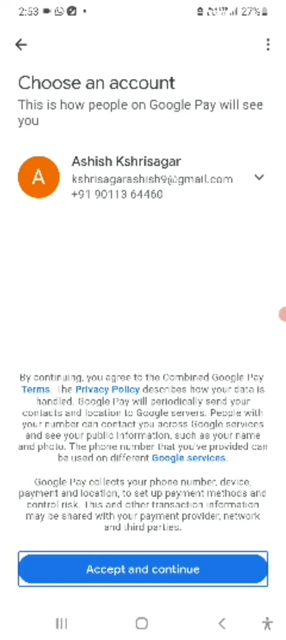 2:53
27%
Choose an account
This is how people on Google Pay will see
you
A
Ashish Kshrisagar
kshrisagarashish9@gmail.com
+91 90113 64460
By continuing, you agree to the Combined Google Pay
Terms. The Privacy Policy describes how your data is
handled. Google Pay will periodically send your
contacts and location to Google servers. People with
your number can contact you across Google services
and see your public information, such as your name
and photo. The phone number that you've provided can
be used on different Google services.
Google Pay collects your phone number, device,
payment and location, to set up payment methods and
control risk. This and other transaction information
may be shared with your payment provider, network
and third parties.
Accept and continue